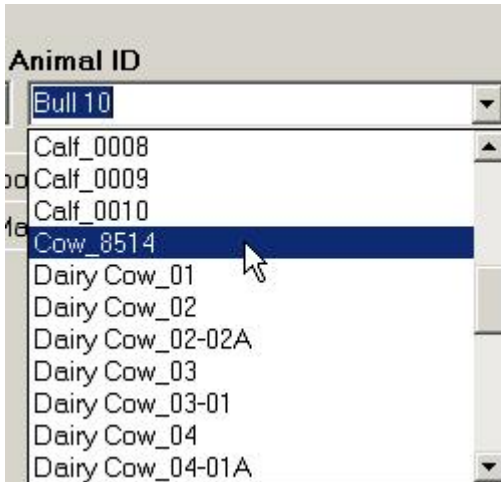 Animal ID
Bull 10
Calf_0008
Calf_0009
Calf_0010
Cow_8514
Dairy Cow_01
Dairy Cow_02
Dairy Cow_02-02A
Dairy Cow_03
Dairy Cow_03-01
Dairy Cow_04
Dairy Cow_04-01A